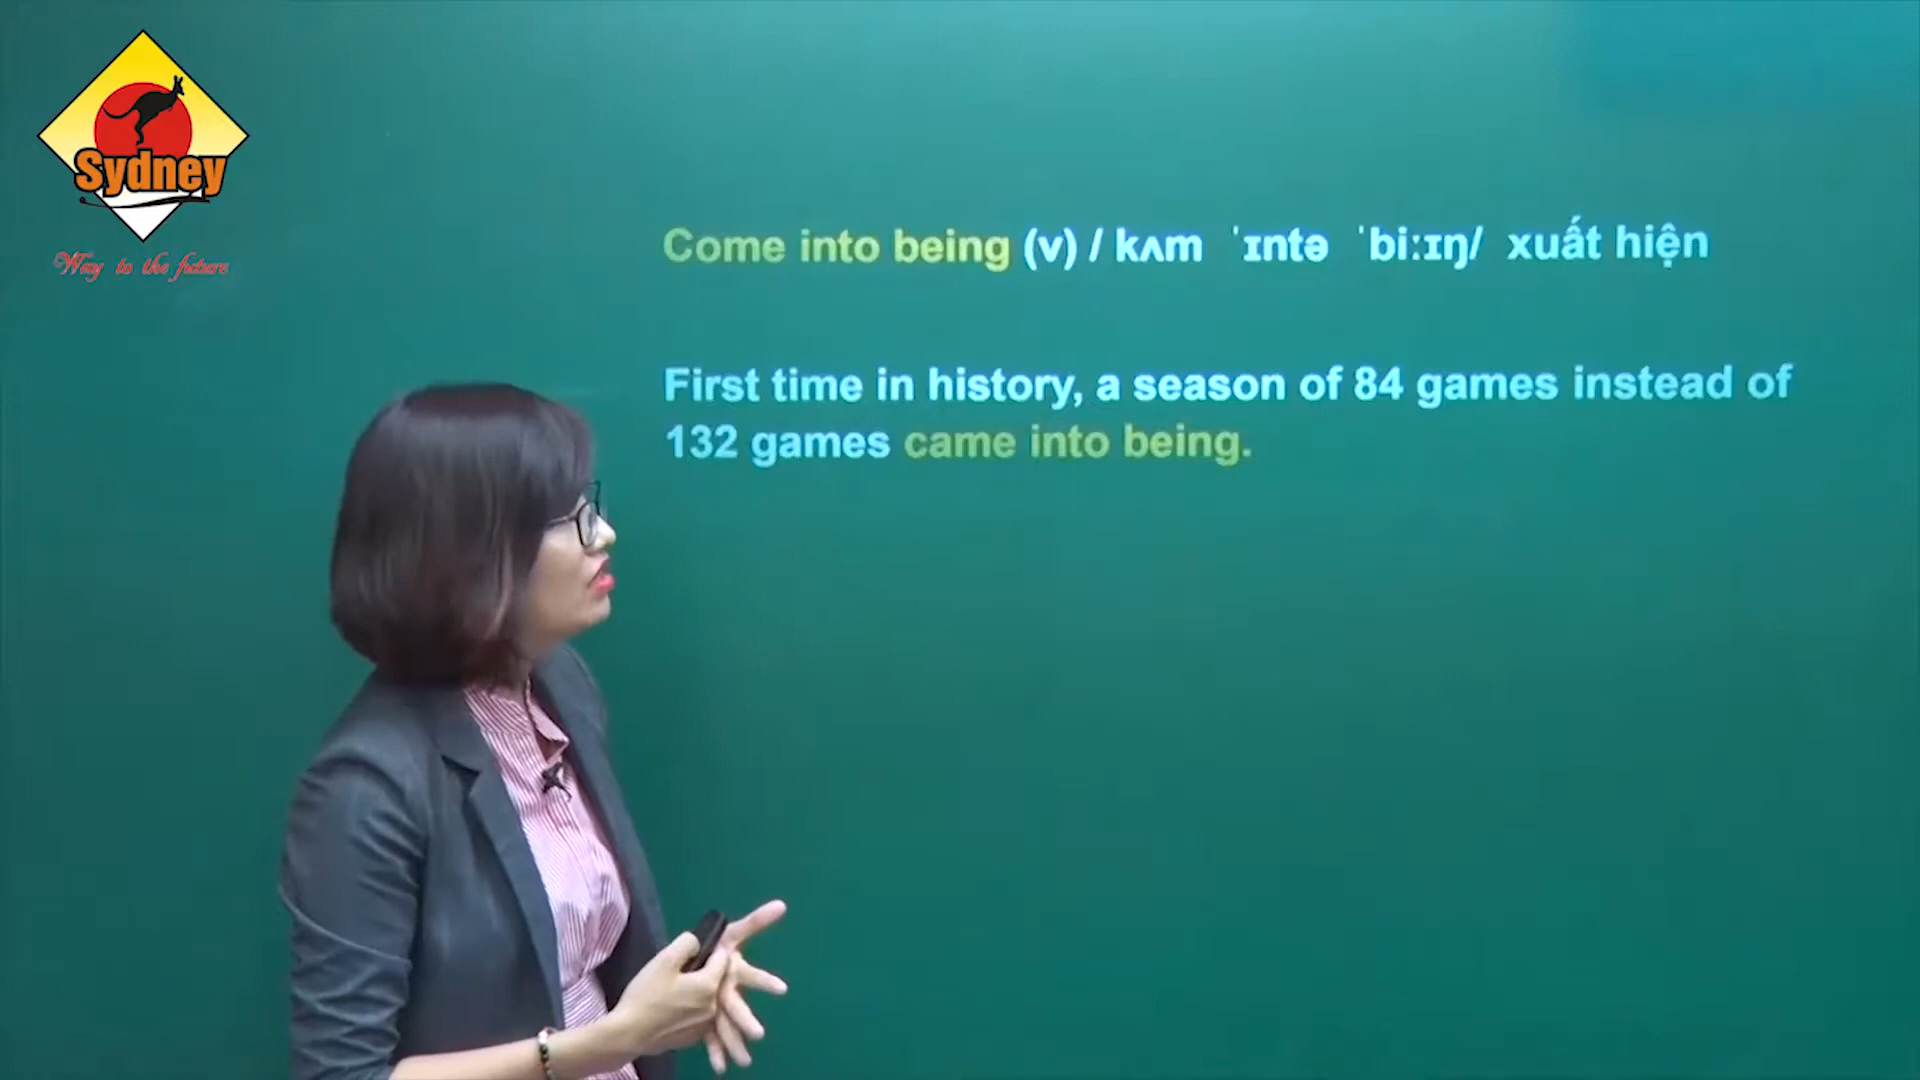 Sydney
Way to the future
Come into being (v) / kʌm ˈɪntə ˈbiːɪŋ/ xuất hiện
First time in history, a season of 84 games instead of
132 games came into being.